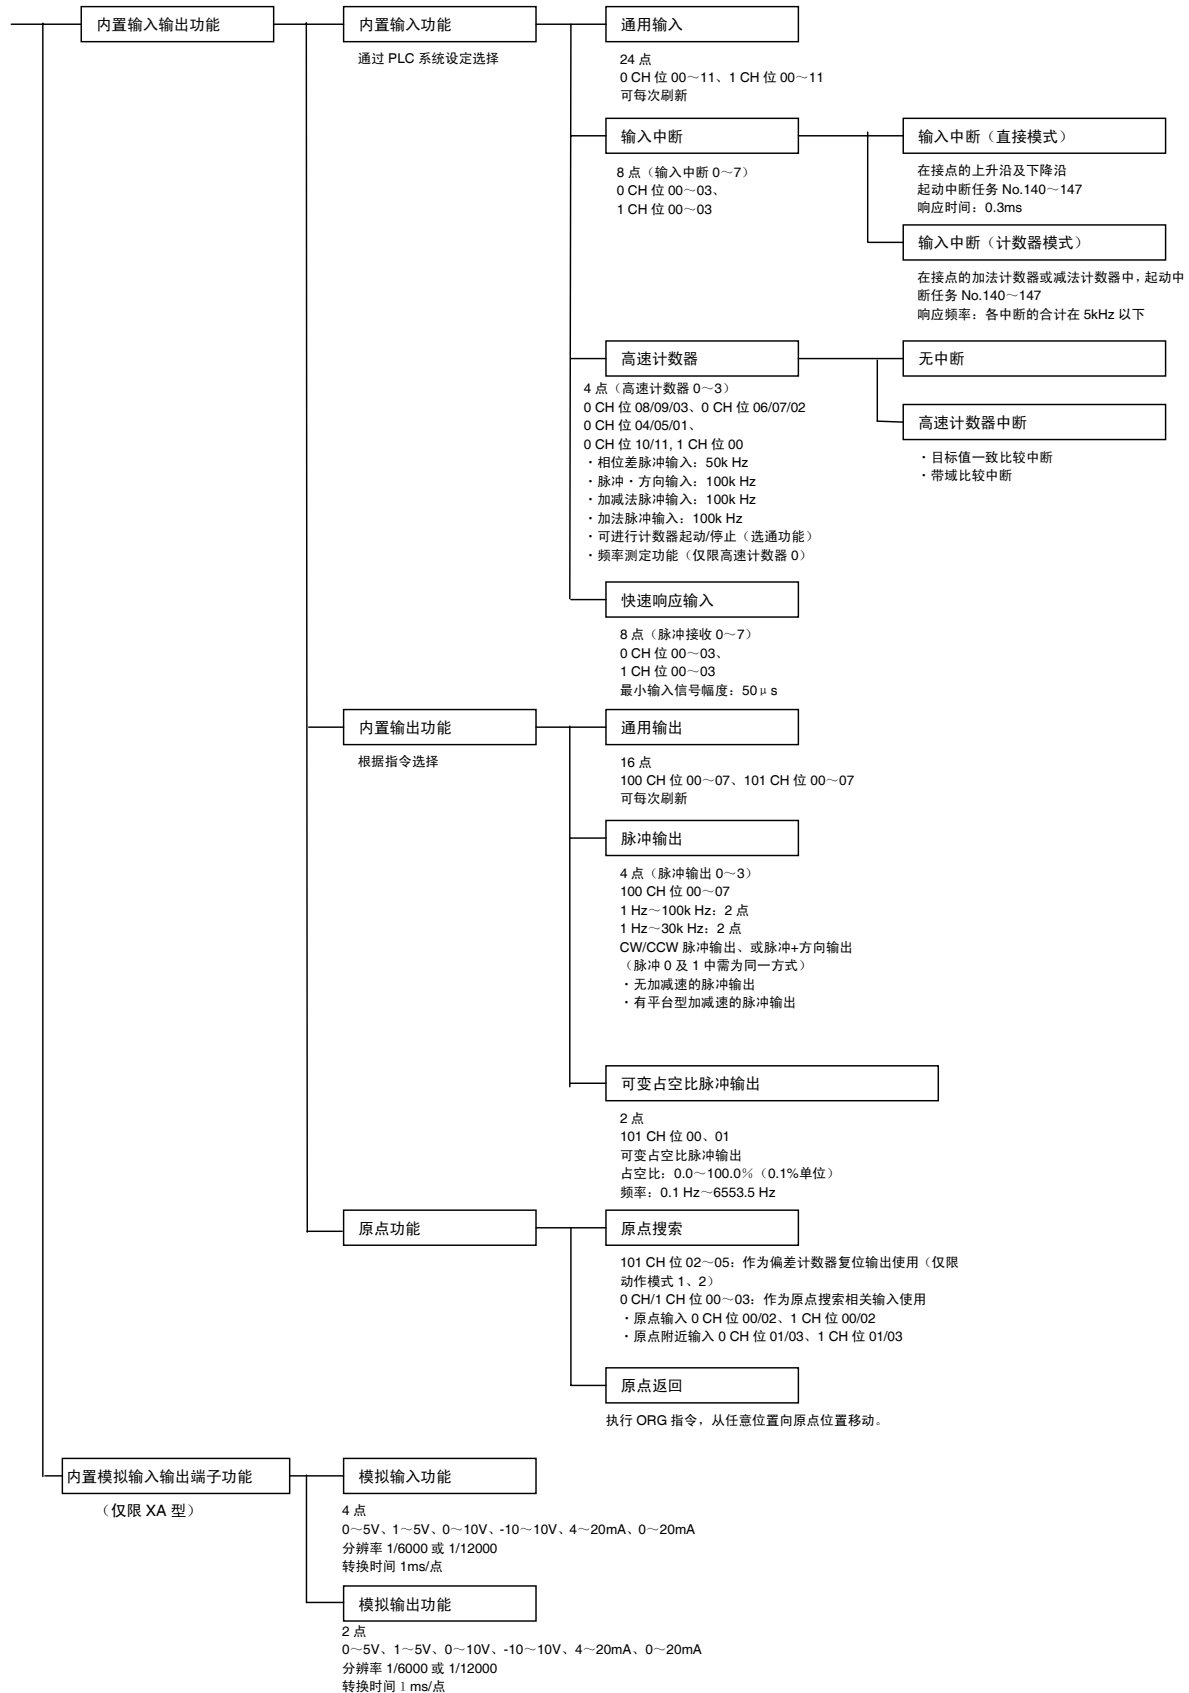 内置输入输出功能
内置输入功能
通过 PLC 系统设定选择
通用输入
24 点
0 CH 位 00～11、1 CH 位 00～11
可每次刷新
输入中断
8 点（输入中断 0～7）
0 CH 位 00～03、
1 CH 位 00～03
输入中断（直接模式）
在接点的上升沿及下降沿
起动中断任务 No.140～147
响应时间：0.3ms
输入中断（计数器模式）
在接点的加法计数器或减法计数器中，起动中
断任务 No.140～147
响应频率：各中断的合计在 5kHz 以下
高速计数器
4 点（高速计数器 0～3）
0 CH 位 08/09/03、0 CH 位 06/07/02
0 CH 位 04/05/01、
0 CH 位 10/11, 1 CH 位 00
・相位差脉冲输入：50k Hz
・脉冲・方向输入：100k Hz
・加减法脉冲输入：100k Hz
・加法脉冲输入：100k Hz
・可进行计数器起动/停止（选通功能）
・频率测定功能（仅限高速计数器 0）
无中断
高速计数器中断
・目标值一致比较中断
・带域比较中断
快速响应输入
8 点（脉冲接收 0～7）
0 CH 位 00～03、
1 CH 位 00～03
最小输入信号幅度：50μs
内置输出功能
根据指令选择
通用输出
16 点
100 CH 位 00～07、101 CH 位 00～07
可每次刷新
脉冲输出
4 点（脉冲输出 0～3）
100 CH 位 00～07
1 Hz～100k Hz：2 点
1 Hz～30k Hz：2 点
CW/CCW 脉冲输出、或脉冲+方向输出
（脉冲 0 及 1 中需为同一方式）
・无加减速的脉冲输出
・有平台型加减速的脉冲输出
可变占空比脉冲输出
2 点
101 CH 位 00、01
可变占空比脉冲输出
占空比：0.0～100.0％（0.1%单位）
频率：0.1 Hz～6553.5 Hz
原点功能
原点搜索
101 CH 位 02～05：作为偏差计数器复位输出使用（仅限
动作模式 1、2）
0 CH/1 CH 位 00～03：作为原点搜索相关输入使用
・原点输入 0 CH 位 00/02、1 CH 位 00/02
・原点附近输入 0 CH 位 01/03、1 CH 位 01/03
原点返回
执行 ORG 指令，从任意位置向原点位置移动。
内置模拟输入输出端子功能
（仅限 XA 型）
模拟输入功能
4 点
0～5V、1～5V、0～10V、-10～10V、4～20mA、0～20mA
分辨率 1/6000 或 1/12000
转换时间 1ms/点
模拟输出功能
2 点
0～5V、1～5V、0～10V、-10～10V、4～20mA、0～20mA
分辨率 1/6000 或 1/12000
转换时间 1 ms/点